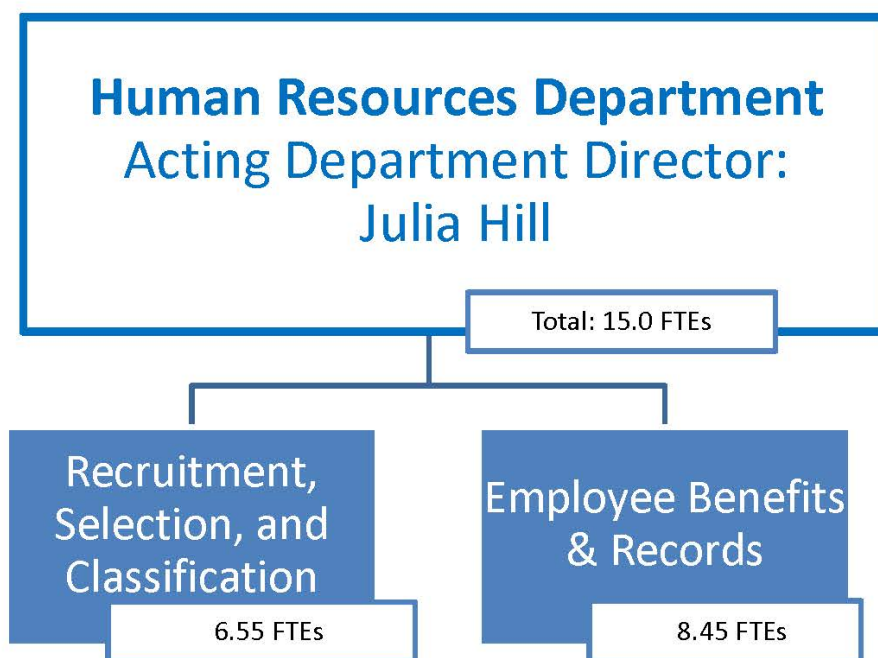 Human Resources Department
Acting Department Director:
Julia Hill
Total: 15.0 FTEs
Recruitment,
Selection, and
Classification
6.55 FTEs
Employee Benefits
& Records
8.45 FTEs